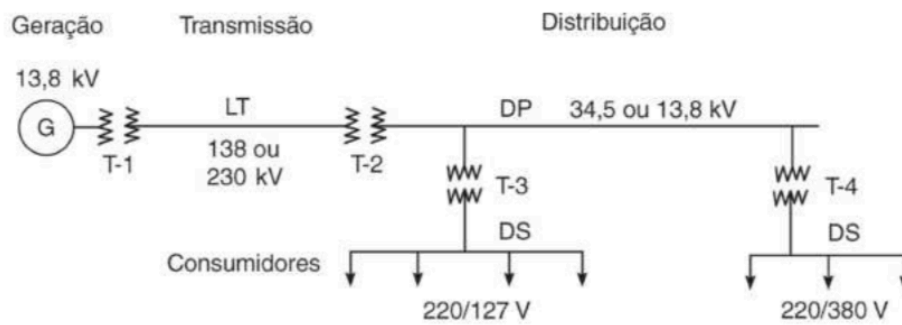 Geração Transmissão Distribuição
13,8 kV
G
LT
DP 34,5 ou 13,8 kV
T-1
138 ou
230 kV
T-2
T-3
T-4
DS
DS
Consumidores
220/127 V
220/380 V